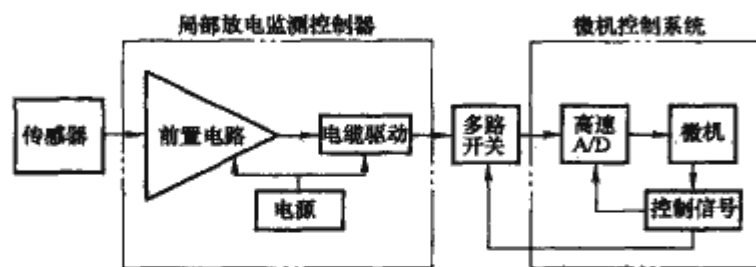 局部放电监测控制器
微机控制系统
传感器
前置电路
电缆驱动
电源
多路
开关
高速
A/D
微机
控制信号